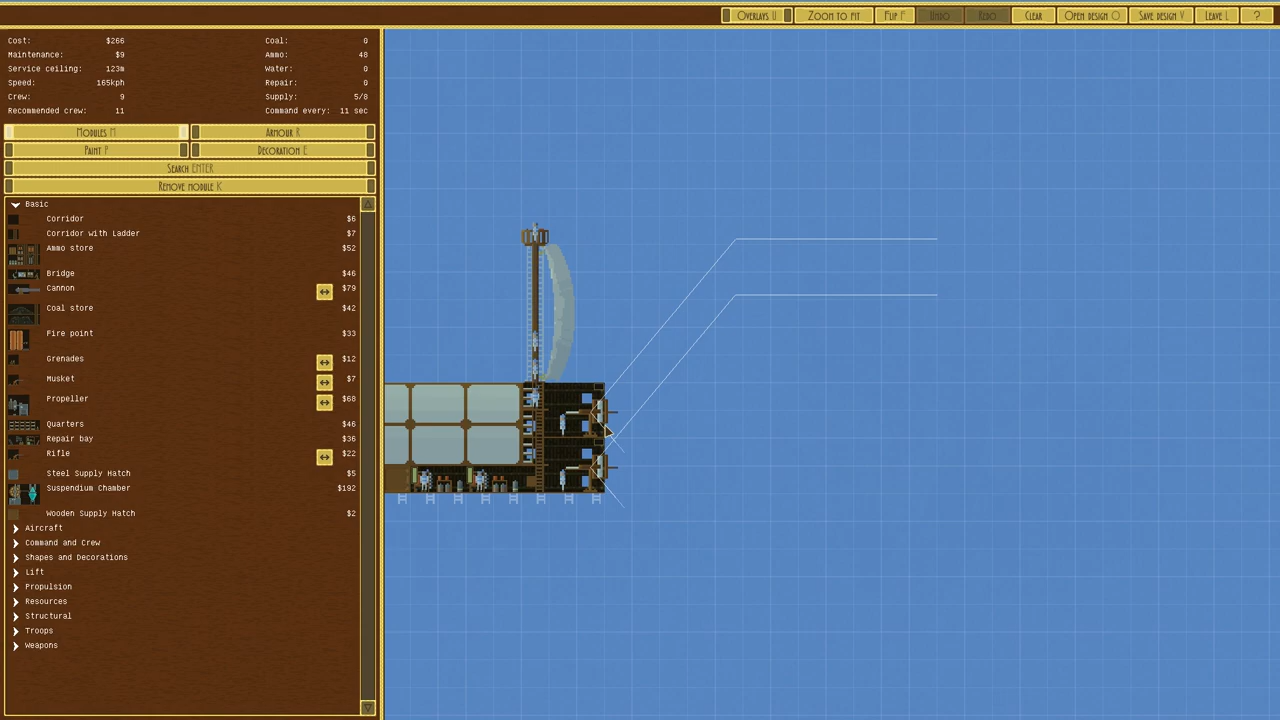 OVERLAYS U
ZOOM TO FIT
FLIP F
UNDO
REDO
CLEAR
OPEN DESIGN O
SAVE DESIGN V
LEAVE L
?
Cost: $266
Maintenance: $9
Service ceiling: 123m
Speed: 165kph
Crew: 9
Recommended crew: 11
Coal: 0
Ammo: 48
Water: 0
Repair: 0
Supply: 5/8
Command every: 11 sec
MODULES M
ARMOUR R
PAINT P
DECORATION E
SEARCH ENTER
REMOVE MODULE K
Basic
Corridor $6
Corridor with Ladder $7
Ammo store $52
Bridge $46
Cannon $79
Coal store $42
Fire point $33
Grenades $12
Musket $7
Propeller $68
Quarters $46
Repair bay $36
Rifle $22
Steel Supply Hatch $5
Suspendium Chamber $192
Wooden Supply Hatch $2
Aircraft
Command and Crew
Shapes and Decorations
Lift
Propulsion
Resources
Structural
Troops
Weapons